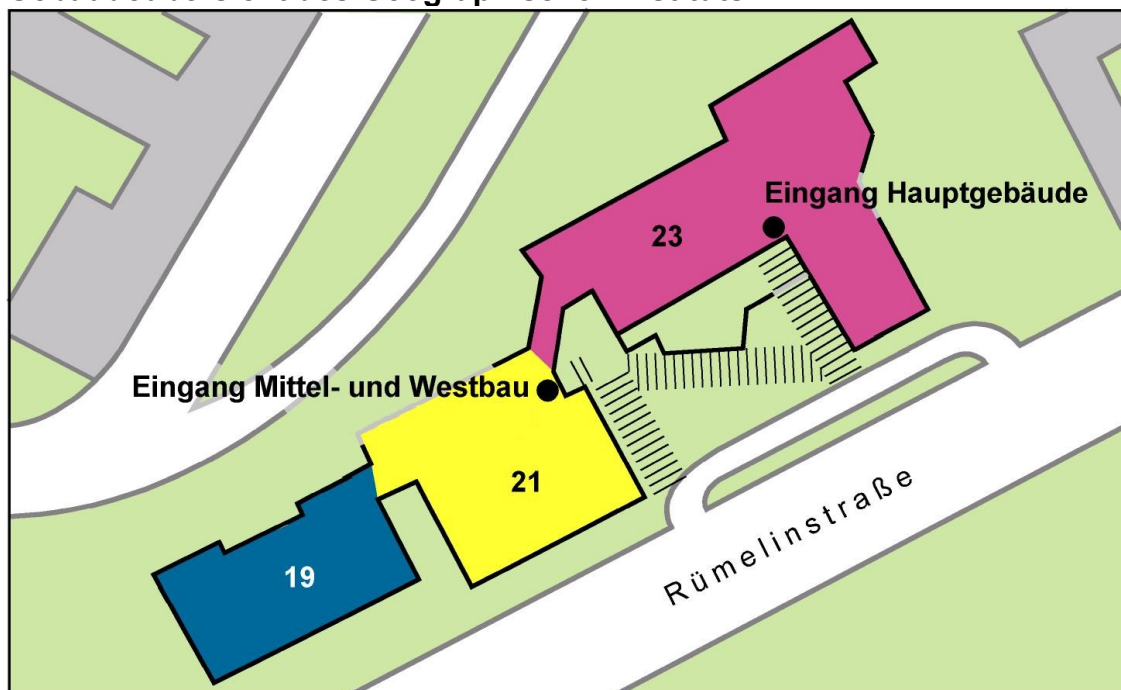 Eingang Hauptgebäude
23
Eingang Mittel- und Westbau
21
19
Rümelinstraße